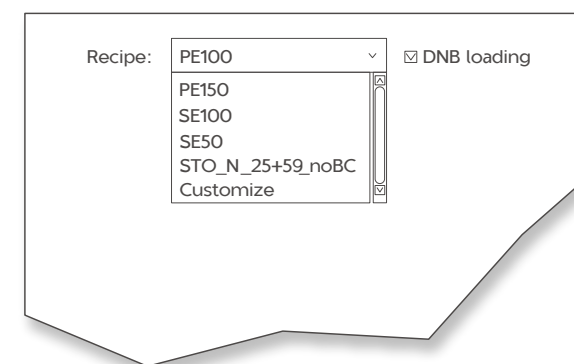 Recipe: PE100 DNB loading
PE150
SE100
SE50
STO_N_25+59_noBC
Customize